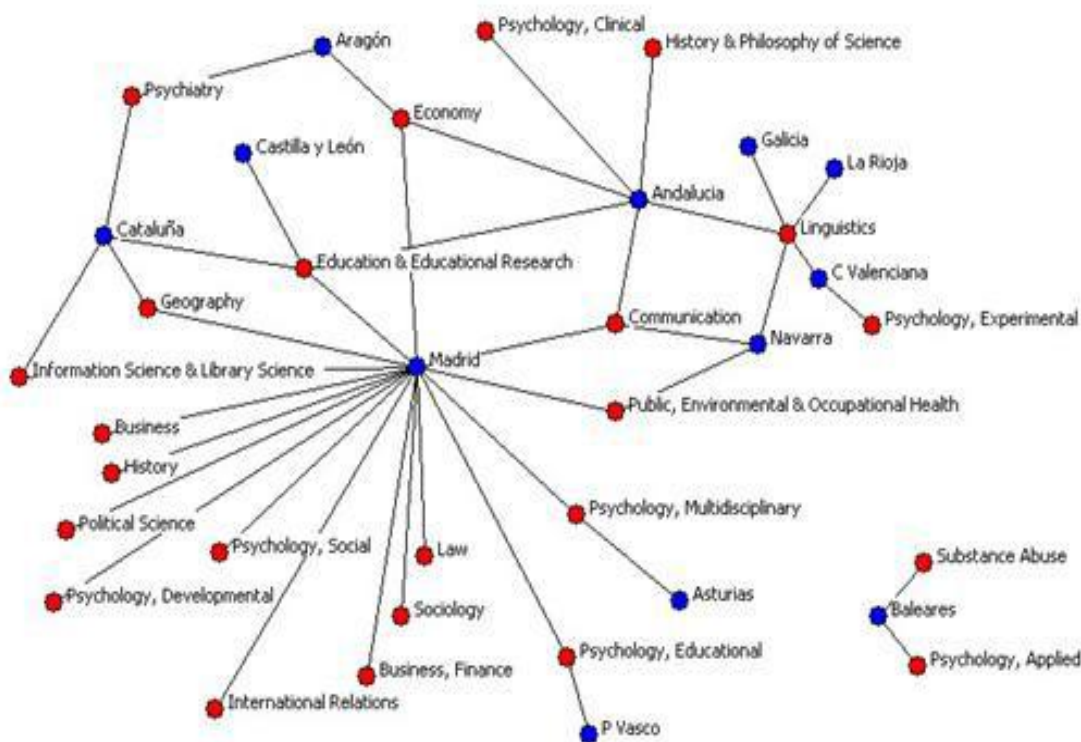 Psychology, Clinical
Aragón
History & Philosophy of Science
Psychiatry
Economy
Galicia
Castilla y León
La Rioja
Andalucia
Cataluña
Linguistics
Education & Educational Research
C Valenciana
Geography
Communication
Psychology, Experimental
Navarra
Madrid
Information Science & Library Science
Public, Environmental & Occupational Health
Business
History
Psychology, Multidisciplinary
Political Science
Psychology, Social
Law
Substance Abuse
Psychology, Developmental
Asturias
Sociology
Baleares
Psychology, Educational
Psychology, Applied
Business, Finance
International Relations
P Vasco